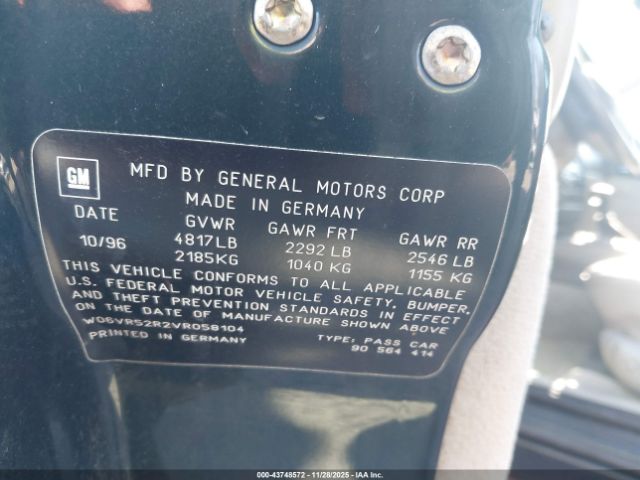 GM
MFD BY GENERAL MOTORS CORP
MADE IN GERMANY
DATE GVWR GAWR FRT GAWR RR
10/96 4817LB 2292 LB 2546 LB
2185KG 1040 KG 1155 KG
THIS VEHICLE CONFORMS TO ALL APPLICABLE
U.S. FEDERAL MOTOR VEHICLE SAFETY, BUMPER,
AND THEFT PREVENTION STANDARDS IN EFFECT
ON THE DATE OF MANUFACTURE SHOWN ABOVE
W06VR52R2VR058104 TYPE: PASS CAR
PRINTED IN GERMANY 90 564 414
000-43748572 - 11/28/2025 - IAAI Inc.